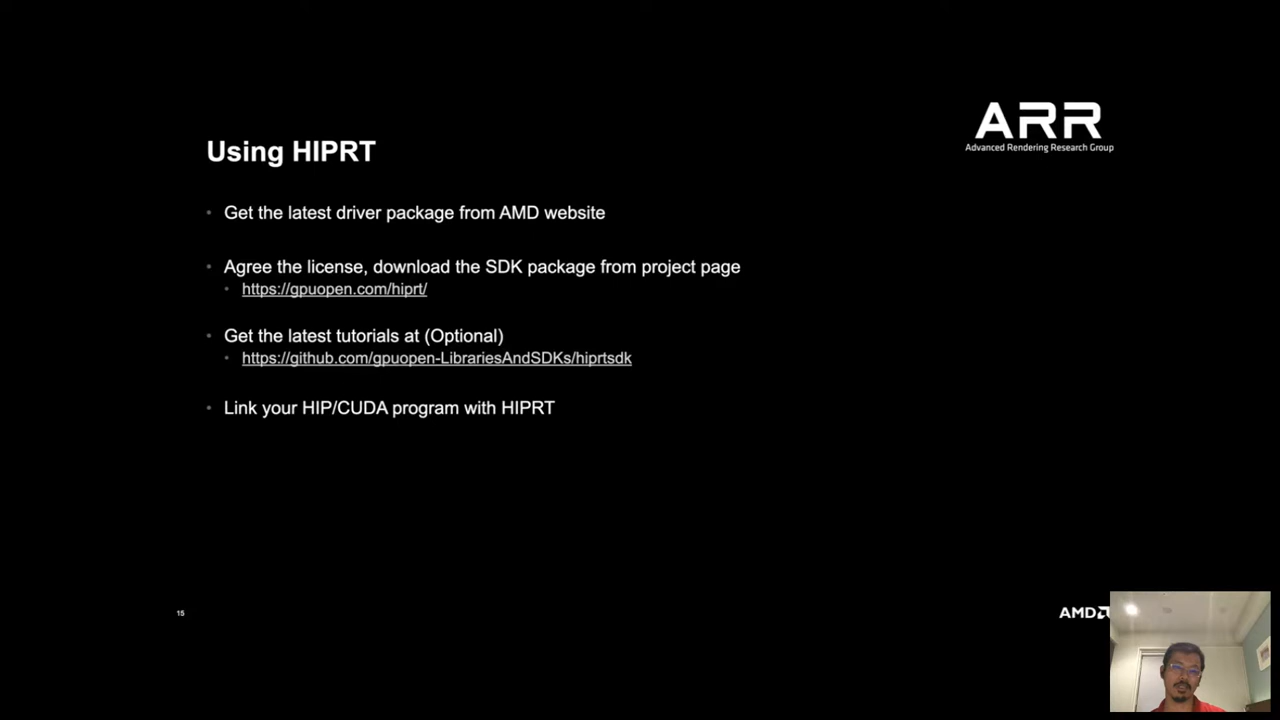 ARR
Advanced Rendering Research Group
Using HIPRT
• Get the latest driver package from AMD website
• Agree the license, download the SDK package from project page
• https://gpuopen.com/hiprt/
• Get the latest tutorials at (Optional)
• https://github.com/gpuopen-LibrariesAndSDKs/hiprtsdk
• Link your HIP/CUDA program with HIPRT
15
AMD